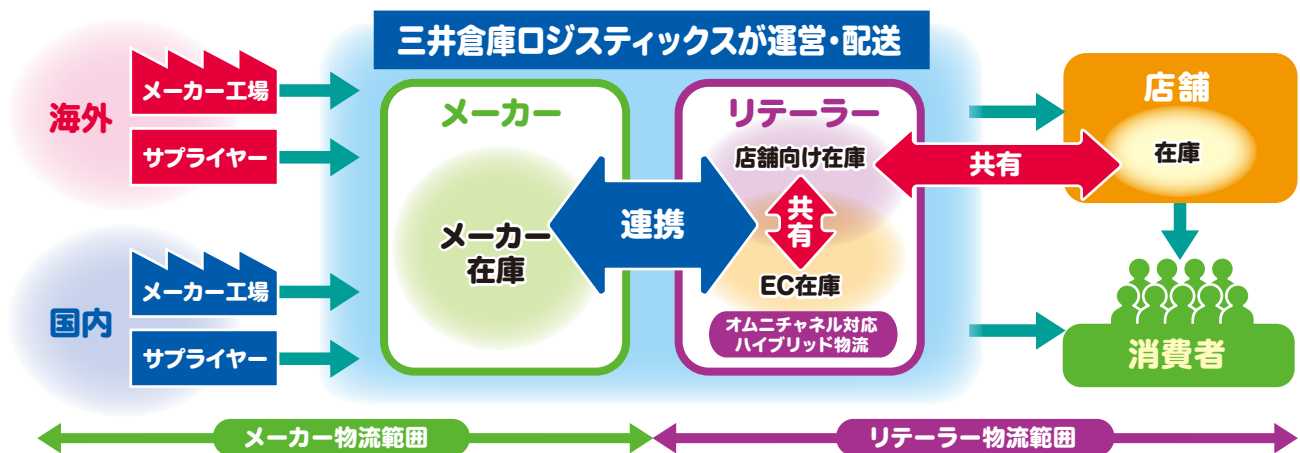 三井倉庫ロジスティックスが運営・配送
海外
メーカー工場
サプライヤー
国内
メーカー工場
サプライヤー
メーカー
メーカー
在庫
連携
リテーラー
店舗向け在庫
共有
EC在庫
オムニチャネル対応
ハイブリッド物流
共有
店舗
在庫
消費者
メーカー物流範囲
リテーラー物流範囲